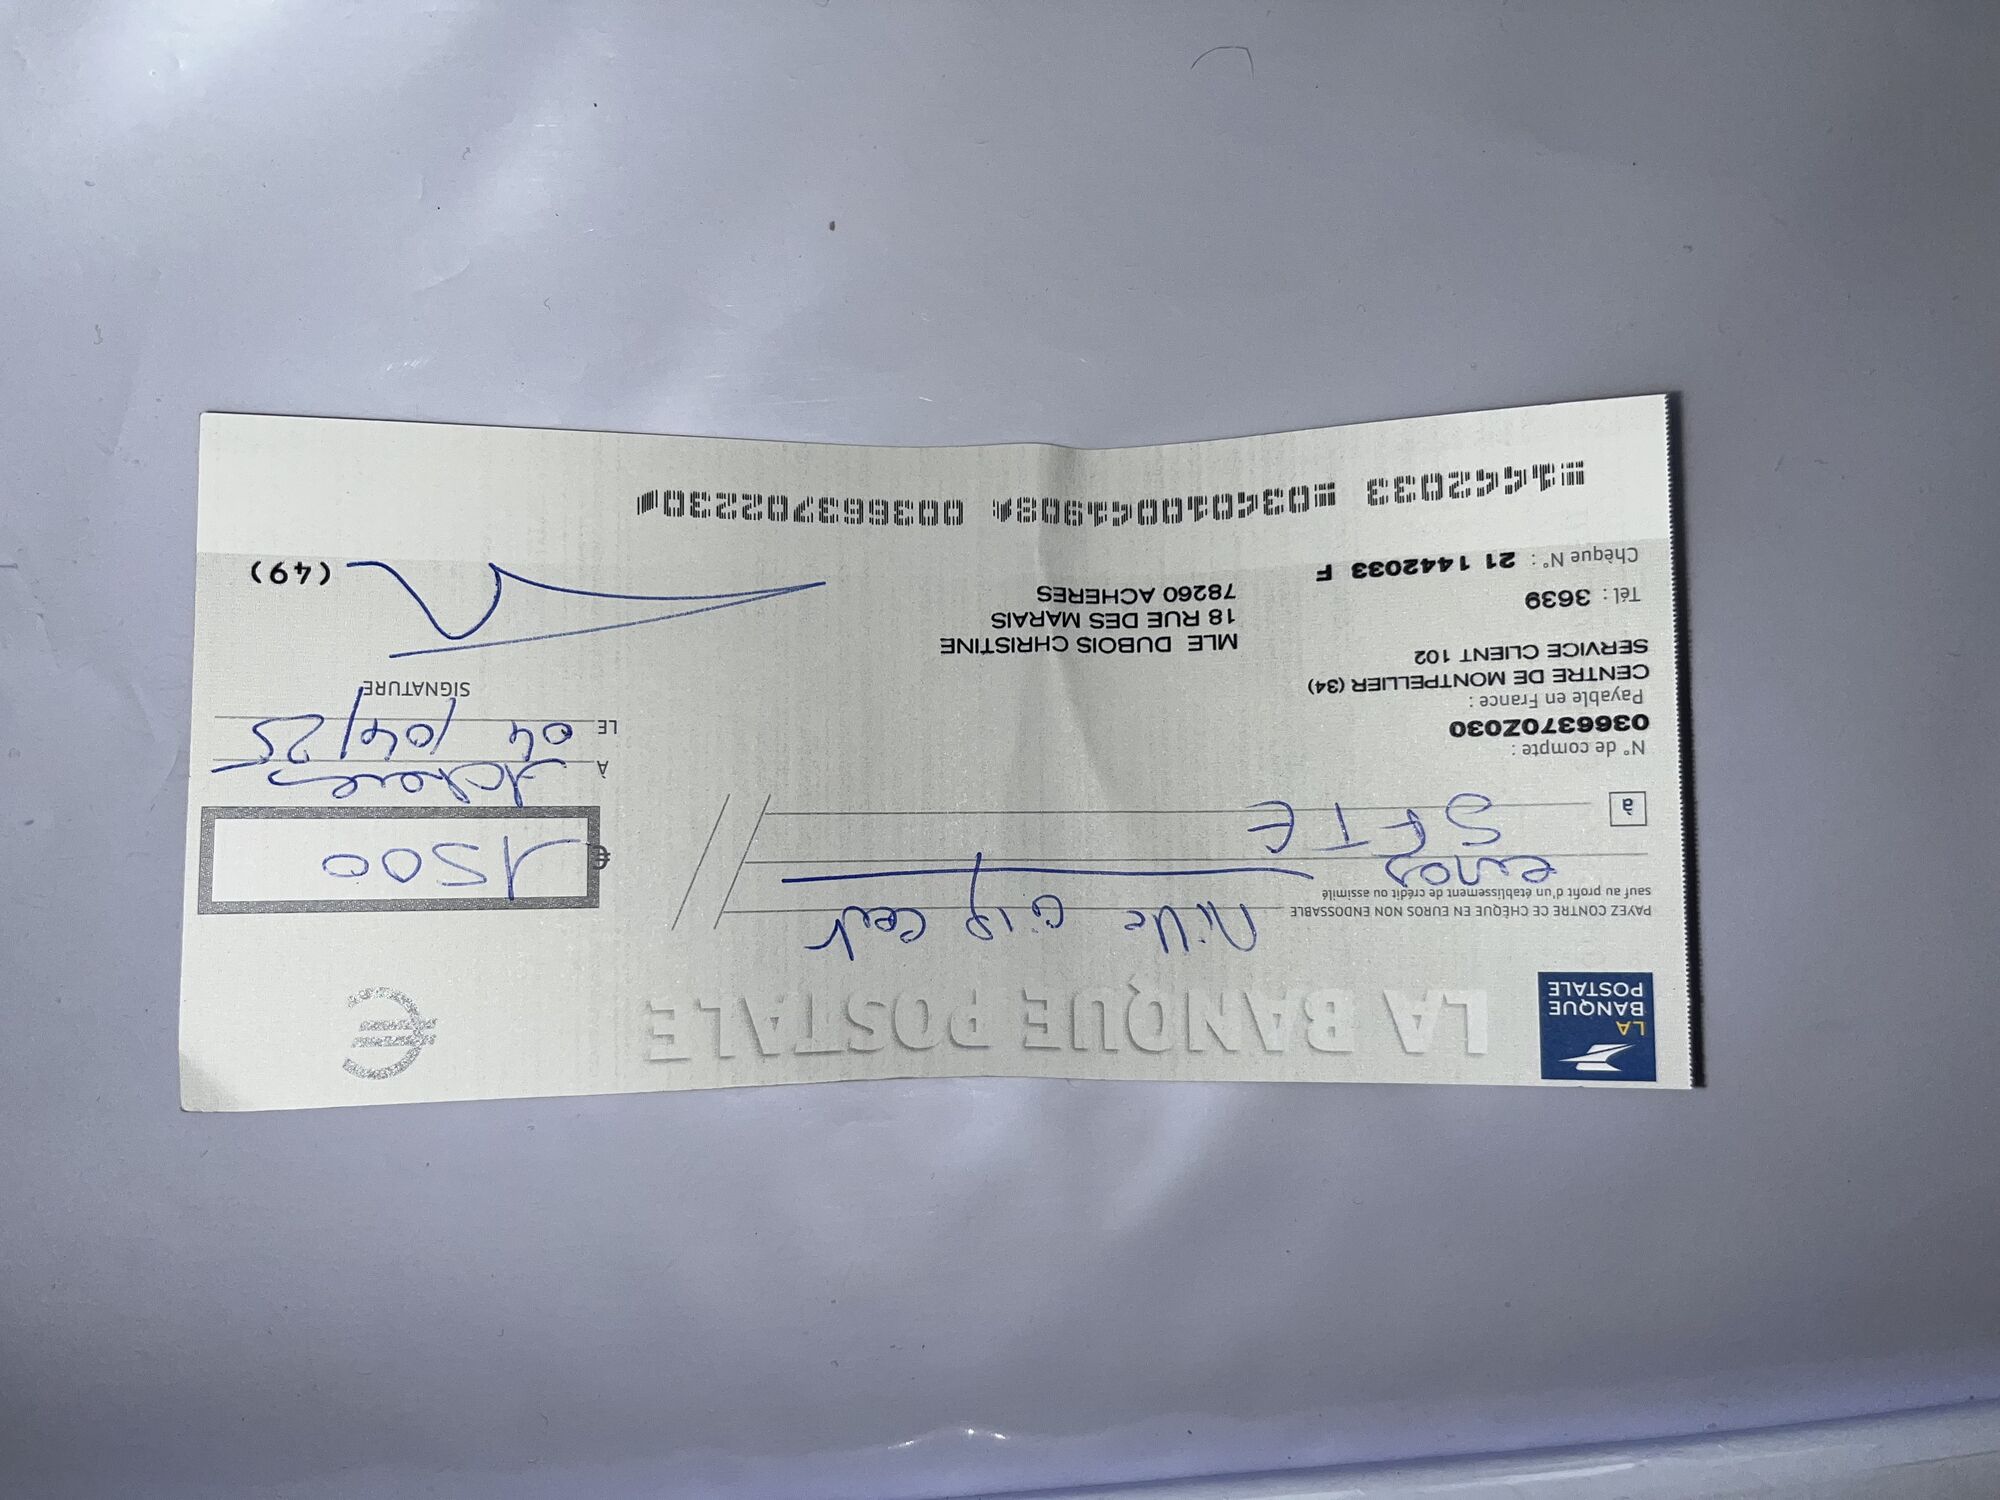 LA
BANQUE
POSTALE
LA BANQUE POSTALE
€
Mille Cinq Cent
PAYEZ CONTRE CE CHÈQUE EN EUROS NON ENDOSSABLE
sauf au profit d'un établissement de crédit ou assimilé
euros
€ 1500
à SFTE
À Achères
N° de compte :
0366370Z030
LE 04/04/25
Payable en France :
CENTRE DE MONTPELLIER (34)
SERVICE CLIENT 102
SIGNATURE
MLE DUBOIS CHRISTINE
18 RUE DES MARAIS
78260 ACHERES
Tél : 3639
Chèque N° : 21 1442033 F
(49)
1442033 034010041908 003663702230